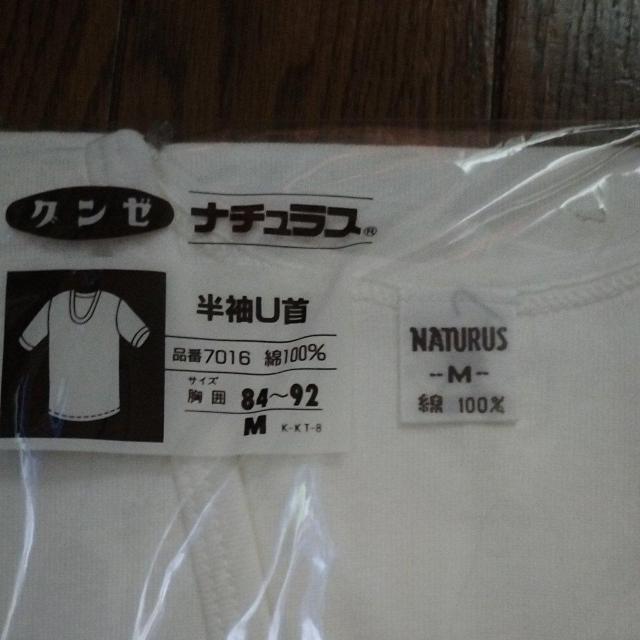 クンゼ
ナチュラス®
半袖U首
品番7016 綿100%
サイズ
胸囲 84〜92
M K-KT-8
NATURUS
-M-
綿 100%